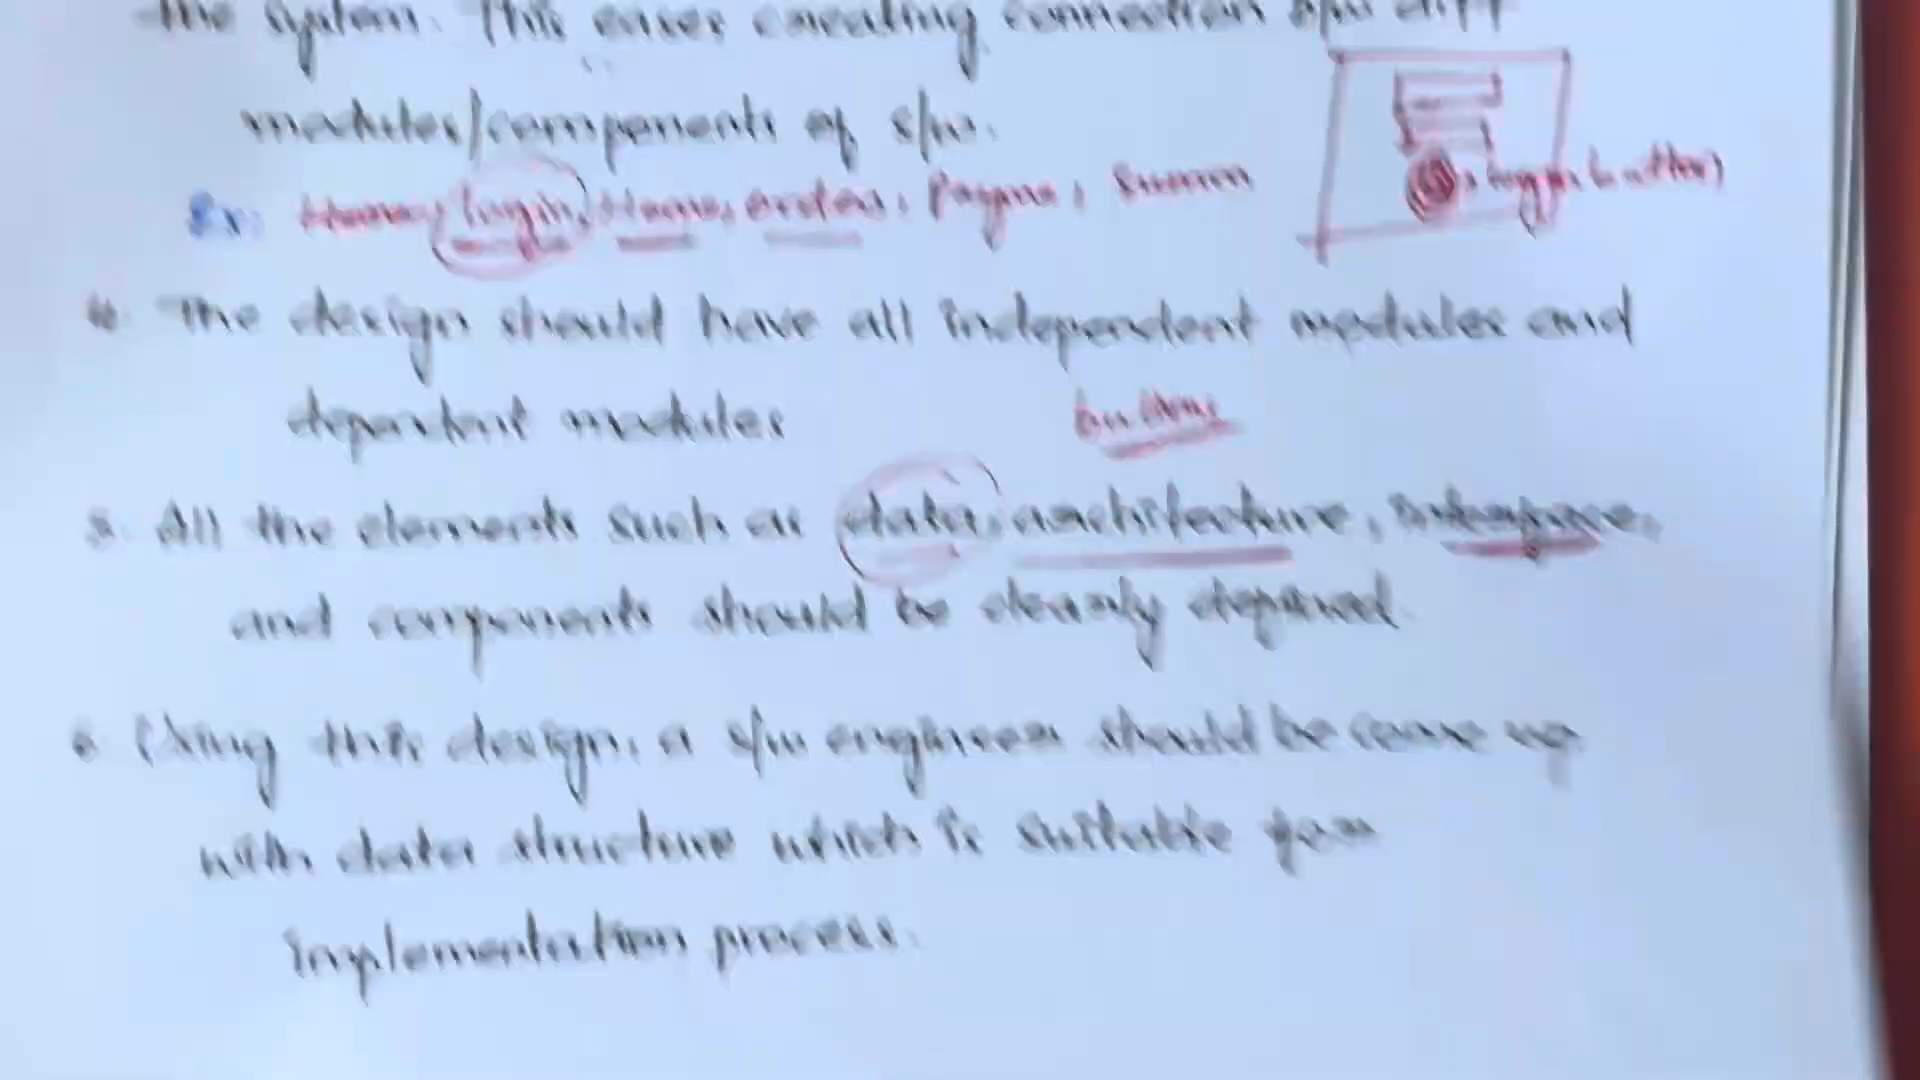 the system. This eases creating connection b/w diff
modules/components of s/w.
Ex: Home, login, Home, orders, Payme, Summ
login button
4. The design should have all independent modules and
dependent modules
button
5. All the elements such as data, architecture, interface,
and components should be clearly defined.
6. Using this design, a s/w engineer should be come up
with data structure which is suitable for
implementation process.